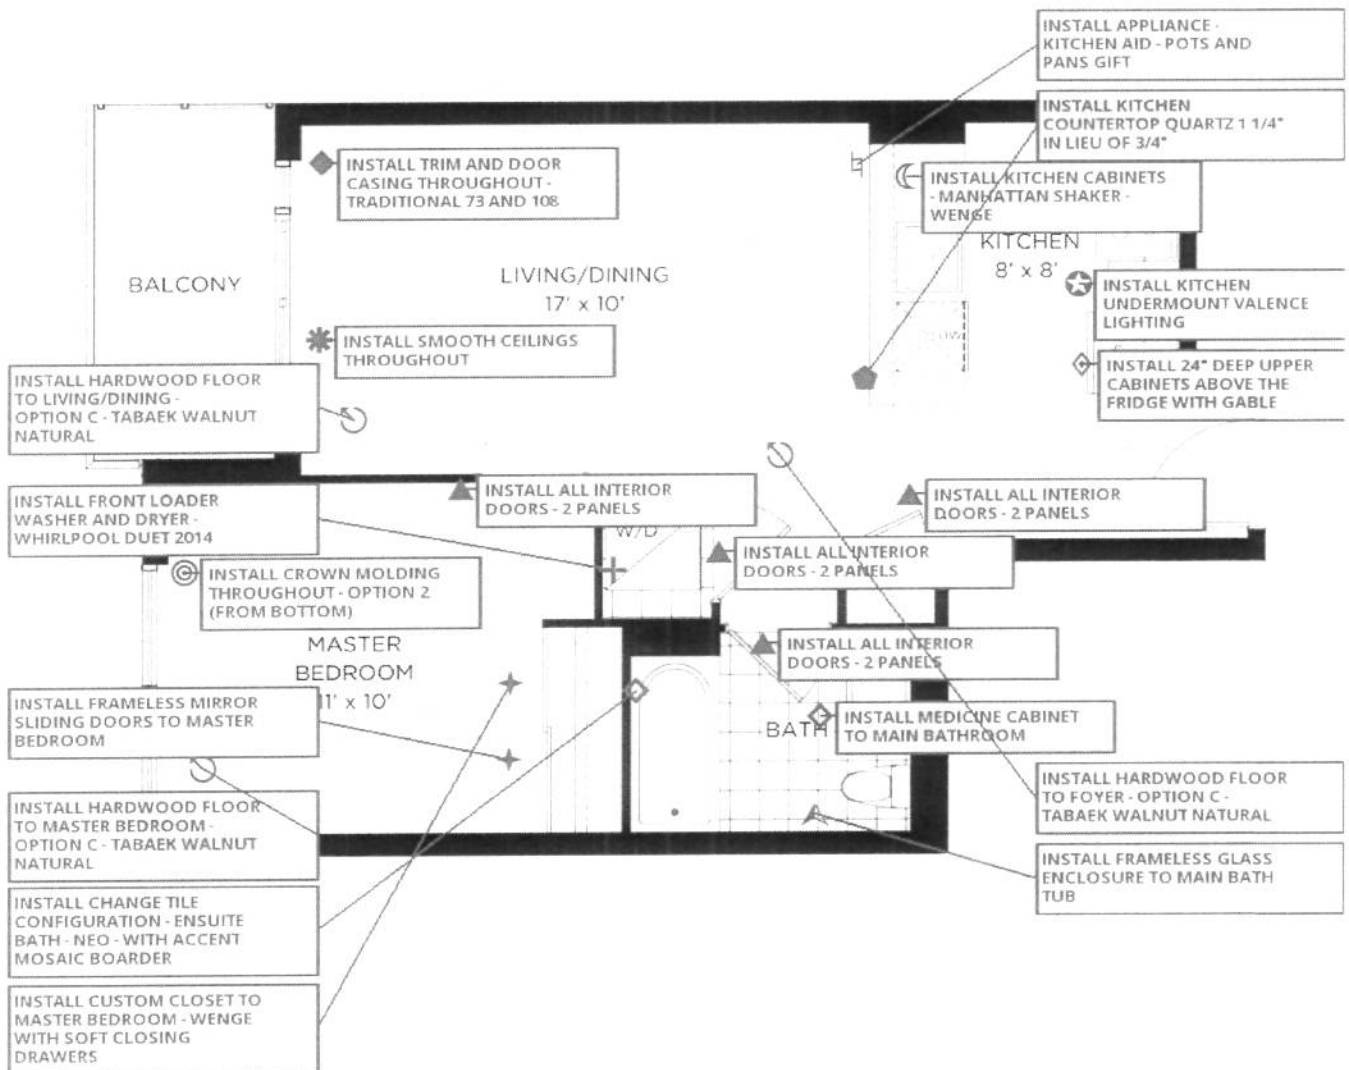 INSTALL APPLIANCE -
KITCHEN AID - POTS AND
PANS GIFT
INSTALL KITCHEN
COUNTERTOP QUARTZ 1 1/4"
IN LIEU OF 3/4"
INSTALL TRIM AND DOOR
CASING THROUGHOUT -
TRADITIONAL 73 AND 108
INSTALL KITCHEN CABINETS
- MANHATTAN SHAKER -
WENGE
KITCHEN
8' x 8'
BALCONY
LIVING/DINING
17' x 10'
INSTALL KITCHEN
UNDERMOUNT VALENCE
LIGHTING
INSTALL SMOOTH CEILINGS
THROUGHOUT
INSTALL 24" DEEP UPPER
CABINETS ABOVE THE
FRIDGE WITH GABLE
INSTALL HARDWOOD FLOOR
TO LIVING/DINING -
OPTION C - TABAEK WALNUT
NATURAL
INSTALL FRONT LOADER
WASHER AND DRYER -
WHIRLPOOL DUET 2014
INSTALL ALL INTERIOR
DOORS - 2 PANELS
INSTALL ALL INTERIOR
DOORS - 2 PANELS
W/D
INSTALL ALL INTERIOR
DOORS - 2 PANELS
INSTALL CROWN MOLDING
THROUGHOUT - OPTION 2
(FROM BOTTOM)
MASTER
BEDROOM
11' x 10'
INSTALL ALL INTERIOR
DOORS - 2 PANELS
INSTALL FRAMELESS MIRROR
SLIDING DOORS TO MASTER
BEDROOM
BATH
INSTALL MEDICINE CABINET
TO MAIN BATHROOM
INSTALL HARDWOOD FLOOR
TO MASTER BEDROOM -
OPTION C - TABAEK WALNUT
NATURAL
INSTALL HARDWOOD FLOOR
TO FOYER - OPTION C -
TABAEK WALNUT NATURAL
INSTALL FRAMELESS GLASS
ENCLOSURE TO MAIN BATH
TUB
INSTALL CHANGE TILE
CONFIGURATION - ENSUITE
BATH - NEO - WITH ACCENT
MOSAIC BOARDER
INSTALL CUSTOM CLOSET TO
MASTER BEDROOM - WENGE
WITH SOFT CLOSING
DRAWERS